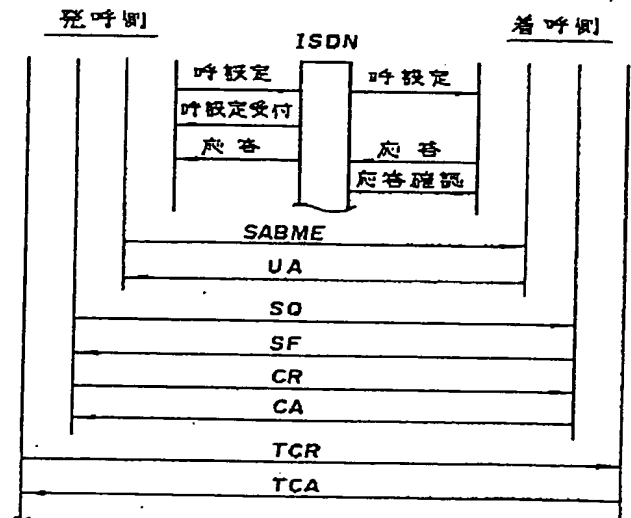 発呼側
着呼側
ISDN
呼設定
呼設定
呼設定受付
応答
応答
応答確認
SABME
UA
SQ
SF
CR
CA
TCR
TCA